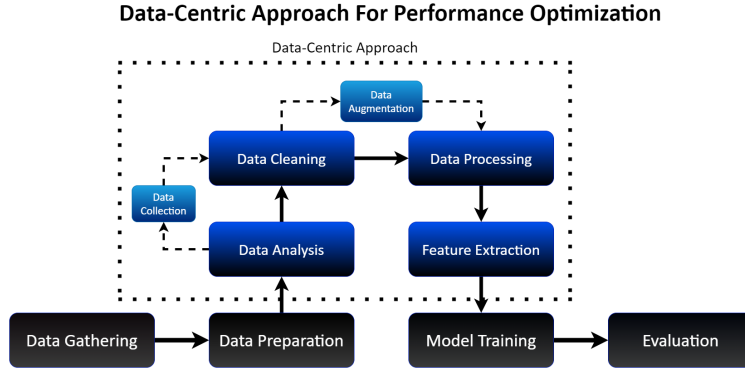 Data-Centric Approach For Performance Optimization
Data-Centric Approach
Data
Augmentation
Data Cleaning
Data Processing
Data
Collection
Data Analysis
Feature Extraction
Data Gathering
Data Preparation
Model Training
Evaluation